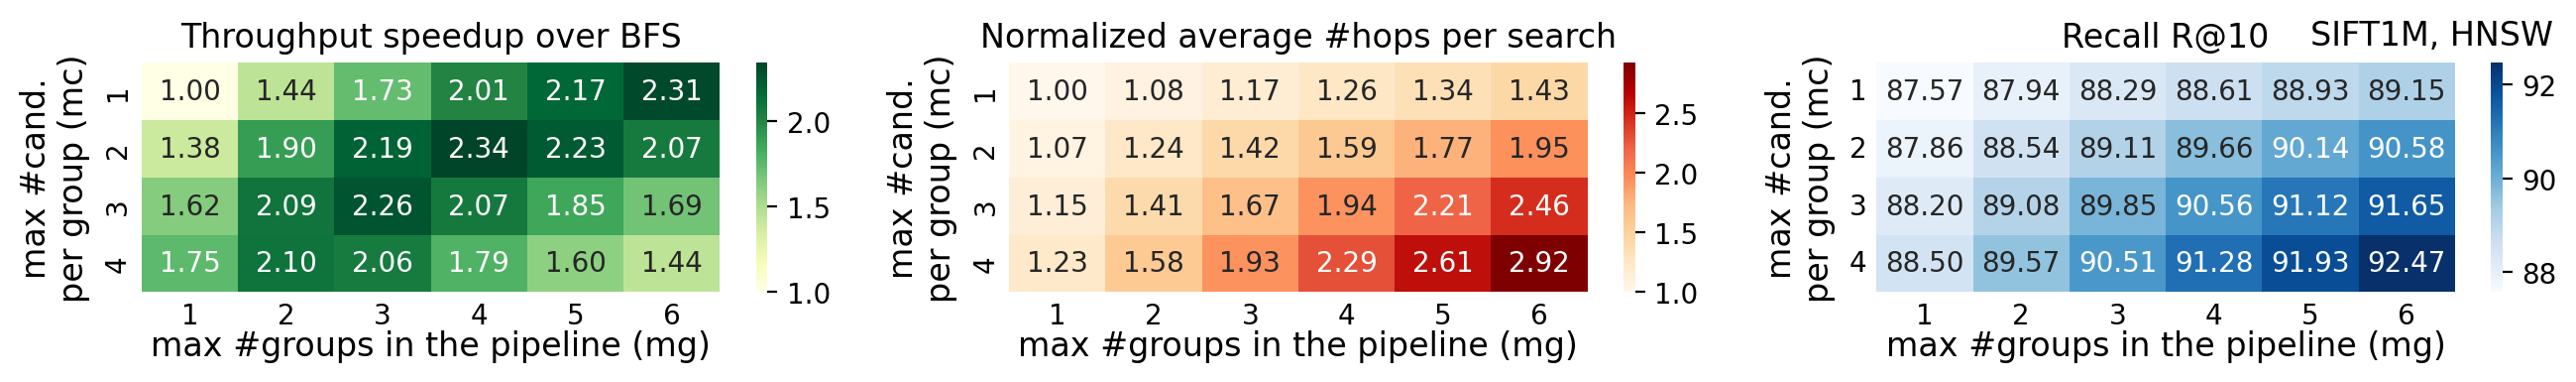 Throughput speedup over BFS
max #cand.
per group (mc)
1 1.00 1.44 1.73 2.01 2.17 2.31
2 1.38 1.90 2.19 2.34 2.23 2.07
3 1.62 2.09 2.26 2.07 1.85 1.69
4 1.75 2.10 2.06 1.79 1.60 1.44
1 2 3 4 5 6
max #groups in the pipeline (mg)
2.0
1.5
1.0
Normalized average #hops per search
max #cand.
per group (mc)
1 1.00 1.08 1.17 1.26 1.34 1.43
2 1.07 1.24 1.42 1.59 1.77 1.95
3 1.15 1.41 1.67 1.94 2.21 2.46
4 1.23 1.58 1.93 2.29 2.61 2.92
1 2 3 4 5 6
max #groups in the pipeline (mg)
2.5
2.0
1.5
1.0
Recall R@10
SIFT1M, HNSW
max #cand.
per group (mc)
1 87.57 87.94 88.29 88.61 88.93 89.15
2 87.86 88.54 89.11 89.66 90.14 90.58
3 88.20 89.08 89.85 90.56 91.12 91.65
4 88.50 89.57 90.51 91.28 91.93 92.47
1 2 3 4 5 6
max #groups in the pipeline (mg)
92
90
88